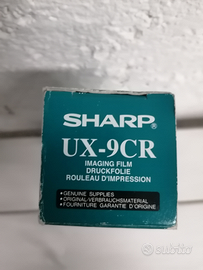 SHARP®
UX-9CR
IMAGING FILM
DRUCKFOLIE
ROULEAU D'IMPRESSION
• GENUINE SUPPLIES
• ORIGINAL-VERBRAUCHSMATERIAL
• FOURNITURE GARANTIE D'ORIGINE
subito